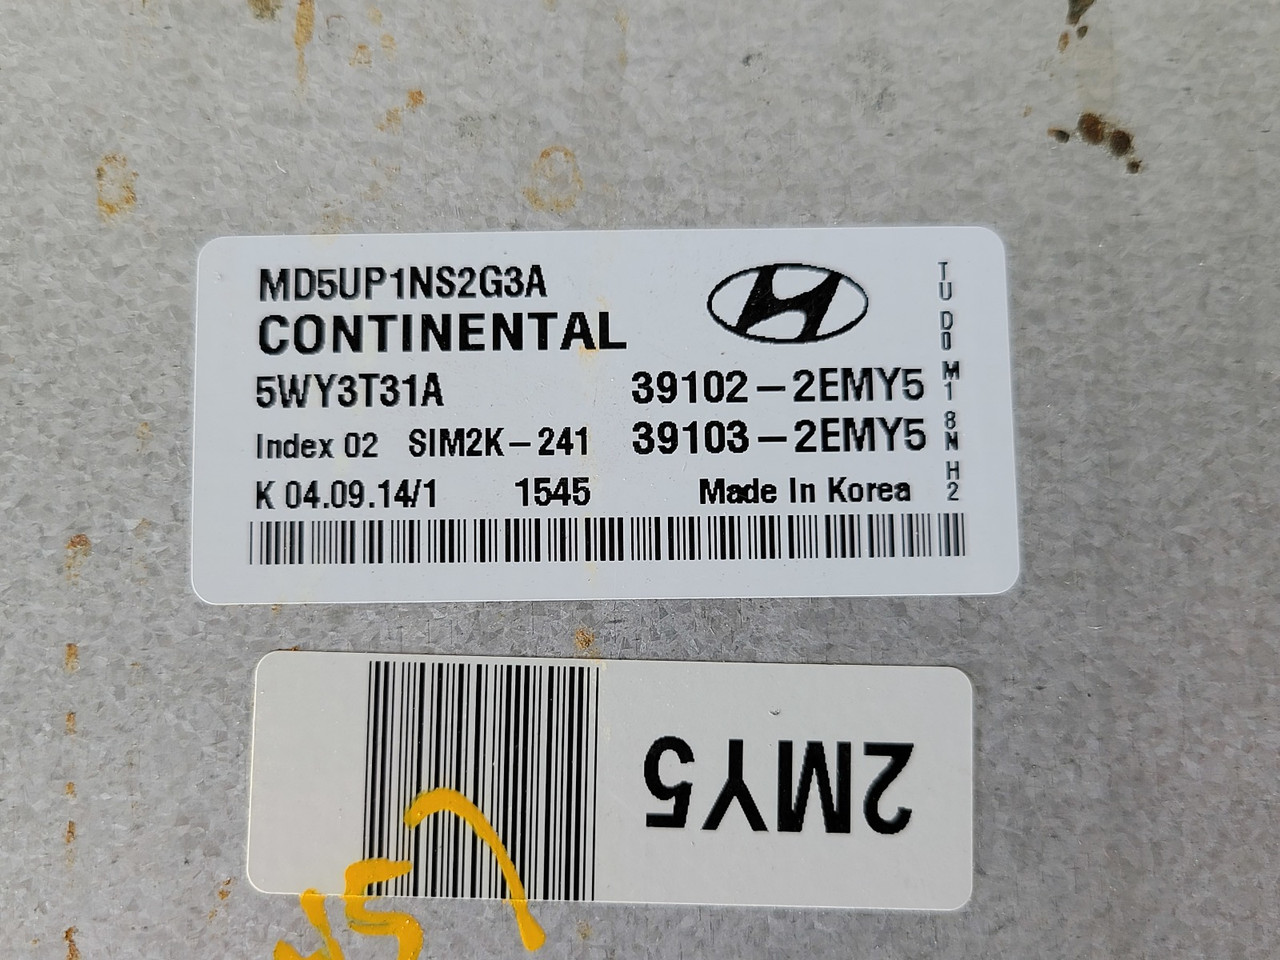 MD5UP1NS2G3A
CONTINENTAL
5WY3T31A 39102-2EMY5
Index 02 SIM2K-241 39103-2EMY5
K 04.09.14/1 1545 Made In Korea
TU D0 M1 8N H2
2MY5